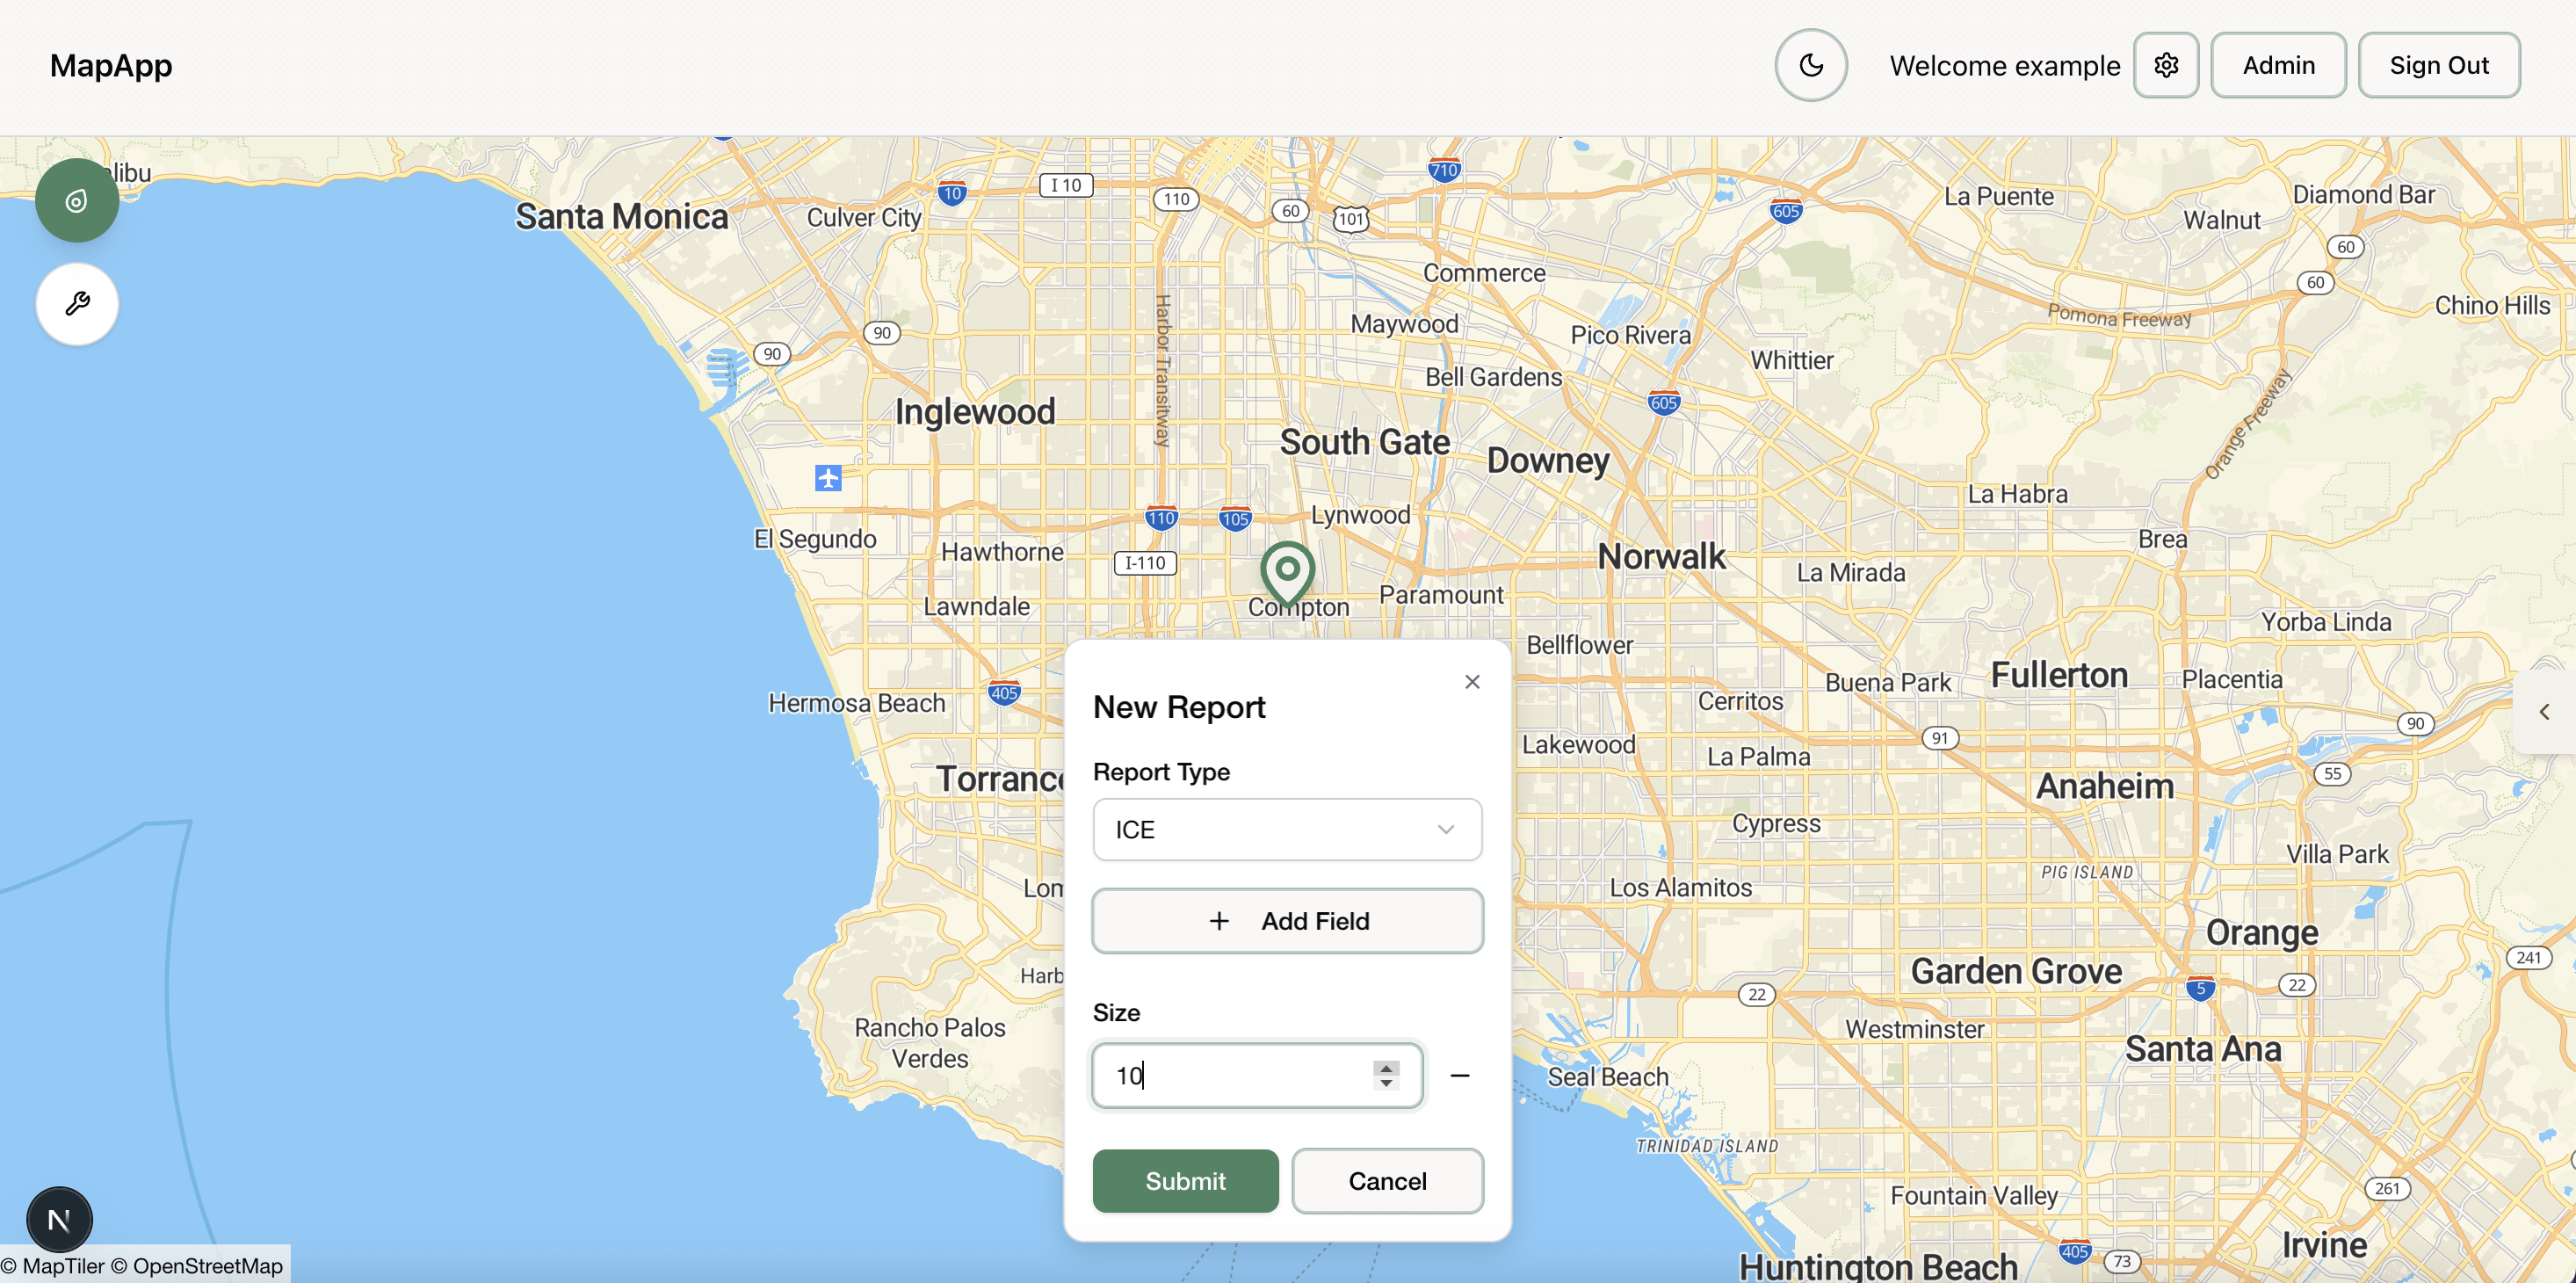 MapApp
Welcome example
Admin
Sign Out
libu
Santa Monica
Culver City
10
I 10
110
60
101
710
605
La Puente
Diamond Bar
Walnut
60
60
Chino Hills
Commerce
Pomona Freeway
Maywood
Pico Rivera
Whittier
90
90
Harbor Transitway
Bell Gardens
605
Orange Freeway
Inglewood
South Gate
Downey
La Habra
110
105
Lynwood
El Segundo
Hawthorne
I-110
Norwalk
Brea
La Mirada
Lawndale
Compton
Paramount
Yorba Linda
Bellflower
Hermosa Beach
405
Cerritos
Buena Park
Fullerton
Placentia
90
Lakewood
La Palma
91
55
Torrance
Anaheim
Cypress
Villa Park
PIG ISLAND
Lom
Los Alamitos
Orange
241
Harb
Garden Grove
22
5
22
Rancho Palos
Verdes
Westminster
Santa Ana
Seal Beach
TRINIDAD ISLAND
Fountain Valley
261
Irvine
405
73
Huntington Beach
New Report
Report Type
ICE
Add Field
Size
10
Submit
Cancel
N
© MapTiler © OpenStreetMap